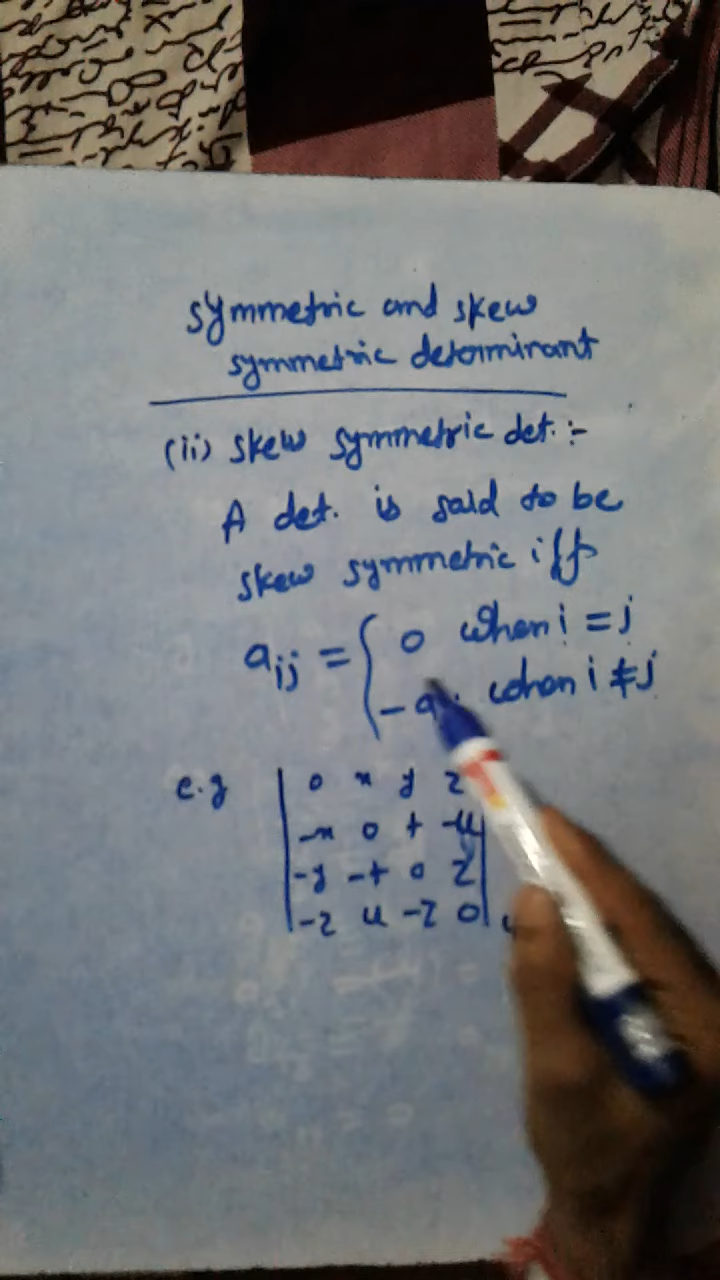 symmetric and skew
symmetric determinant
(ii) skew symmetric det. :-
A det. is said to be
skew symmetric iff
aij = { 0 when i = j
-a when i ≠ j
e.g
0 x y z
-x 0 t -u
-y -t 0 z
-z u -z 0